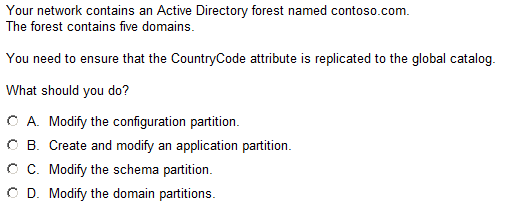 Your network contains an Active Directory forest named contoso.com.
The forest contains five domains.
You need to ensure that the CountryCode attribute is replicated to the global catalog.
What should you do?
A. Modify the configuration partition.
B. Create and modify an application partition.
C. Modify the schema partition.
D. Modify the domain partitions.